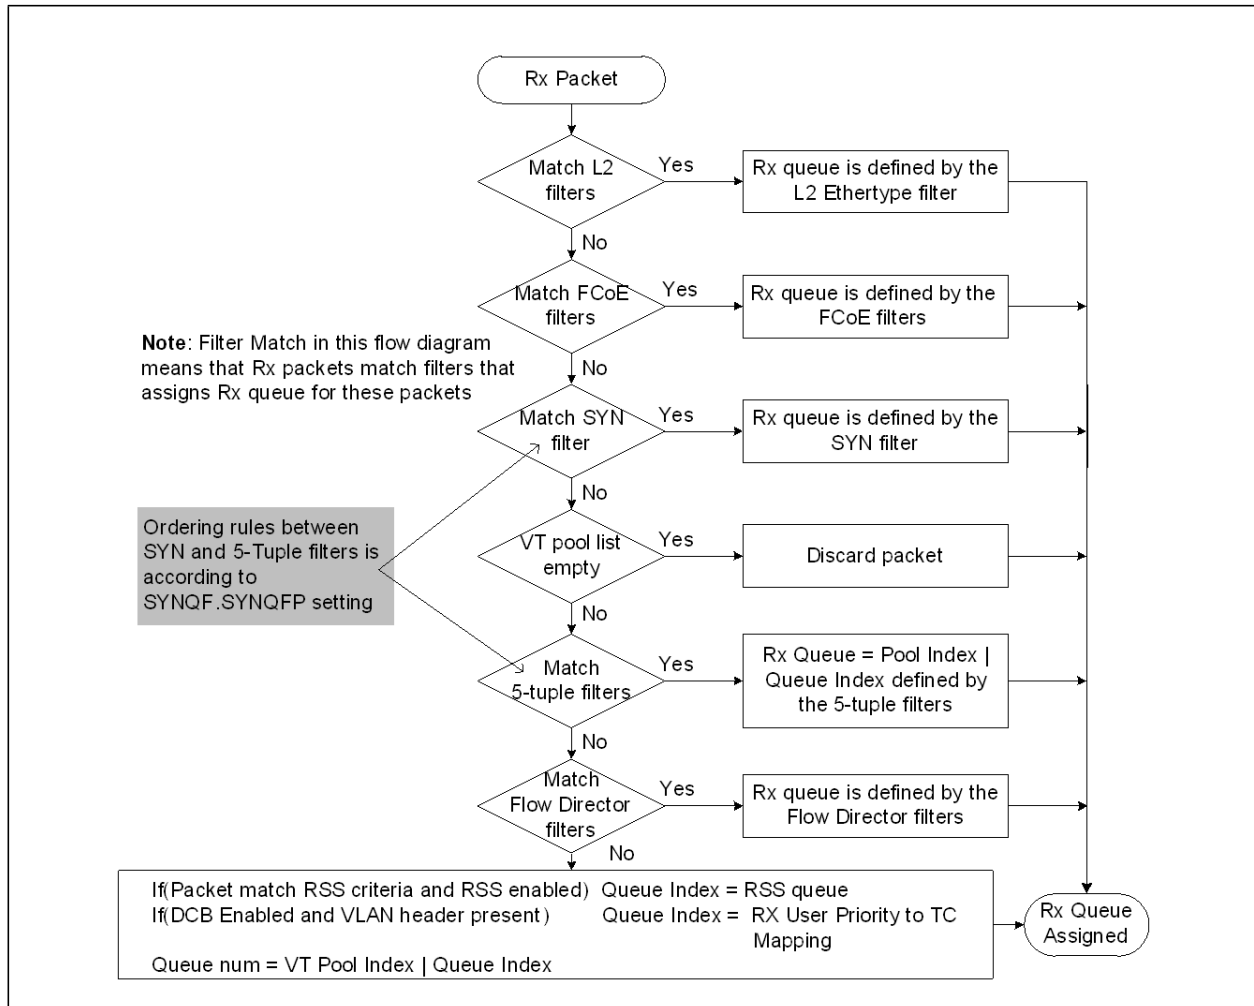 Rx Packet
Match L2
filters
Yes
Rx queue is defined by the
L2 Ethertype filter
No
Match FCoE
filters
Yes
Rx queue is defined by the
FCoE filters
Note: Filter Match in this flow diagram
means that Rx packets match filters that
assigns Rx queue for these packets
No
Match SYN
filter
Yes
Rx queue is defined by the
SYN filter
No
Ordering rules between
SYN and 5-Tuple filters is
according to
SYNQF.SYNQFP setting
VT pool list
empty
Yes
Discard packet
No
Match
5-tuple filters
Yes
Rx Queue = Pool Index |
Queue Index defined by
the 5-tuple filters
No
Match
Flow Director
filters
Yes
Rx queue is defined by the
Flow Director filters
No
If(Packet match RSS criteria and RSS enabled) Queue Index = RSS queue
If(DCB Enabled and VLAN header present) Queue Index = RX User Priority to TC
Mapping
Queue num = VT Pool Index | Queue Index
Rx Queue
Assigned